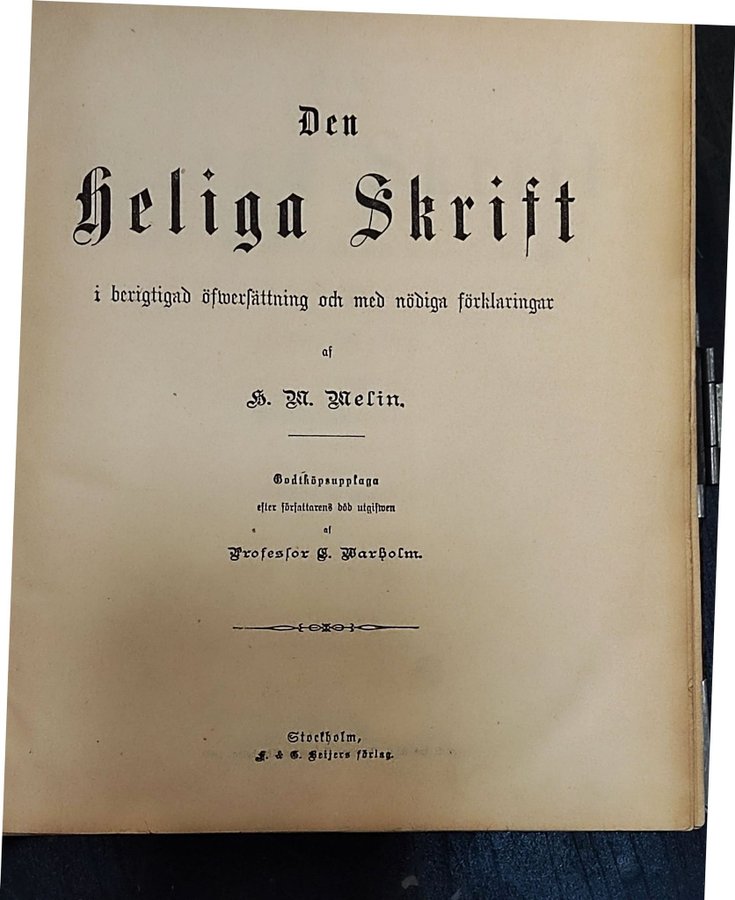 Den
Heliga Skrift
i berigtigad öfwersättning och med nödiga förklaringar
af
H. M. Melin.
Godtköpsupplaga
efter författarens död utgifwen
af
Professor C. Warholm.
Stockholm,
F. & G. Beijers förlag.